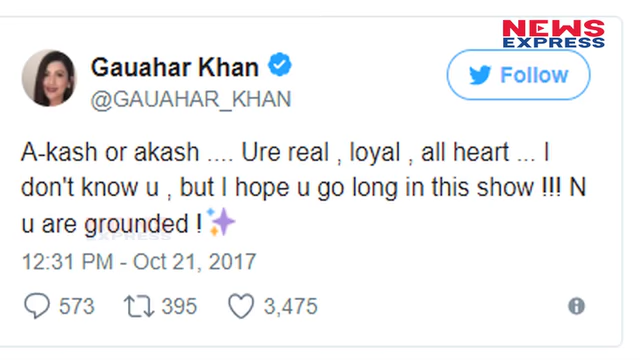 NEWS
EXPRESS
Gauahar Khan
Follow
@GAUAHAR_KHAN
A-kash or akash .... Ure real , loyal , all heart ... I
don't know u , but I hope u go long in this show !!! N
u are grounded !✨
EXPRESS
12:31 PM - Oct 21, 2017
573 395 3,475